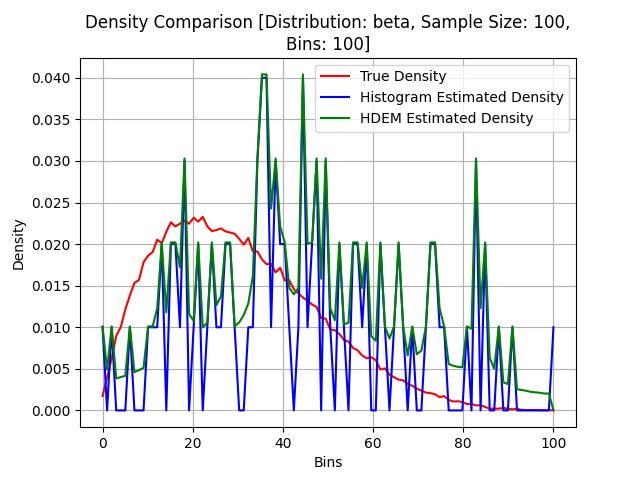 Density Comparison [Distribution: beta, Sample Size: 100,
Bins: 100]
True Density
Histogram Estimated Density
HDEM Estimated Density
Density
0.040
0.035
0.030
0.025
0.020
0.015
0.010
0.005
0.000
0 20 40 60 80 100
Bins